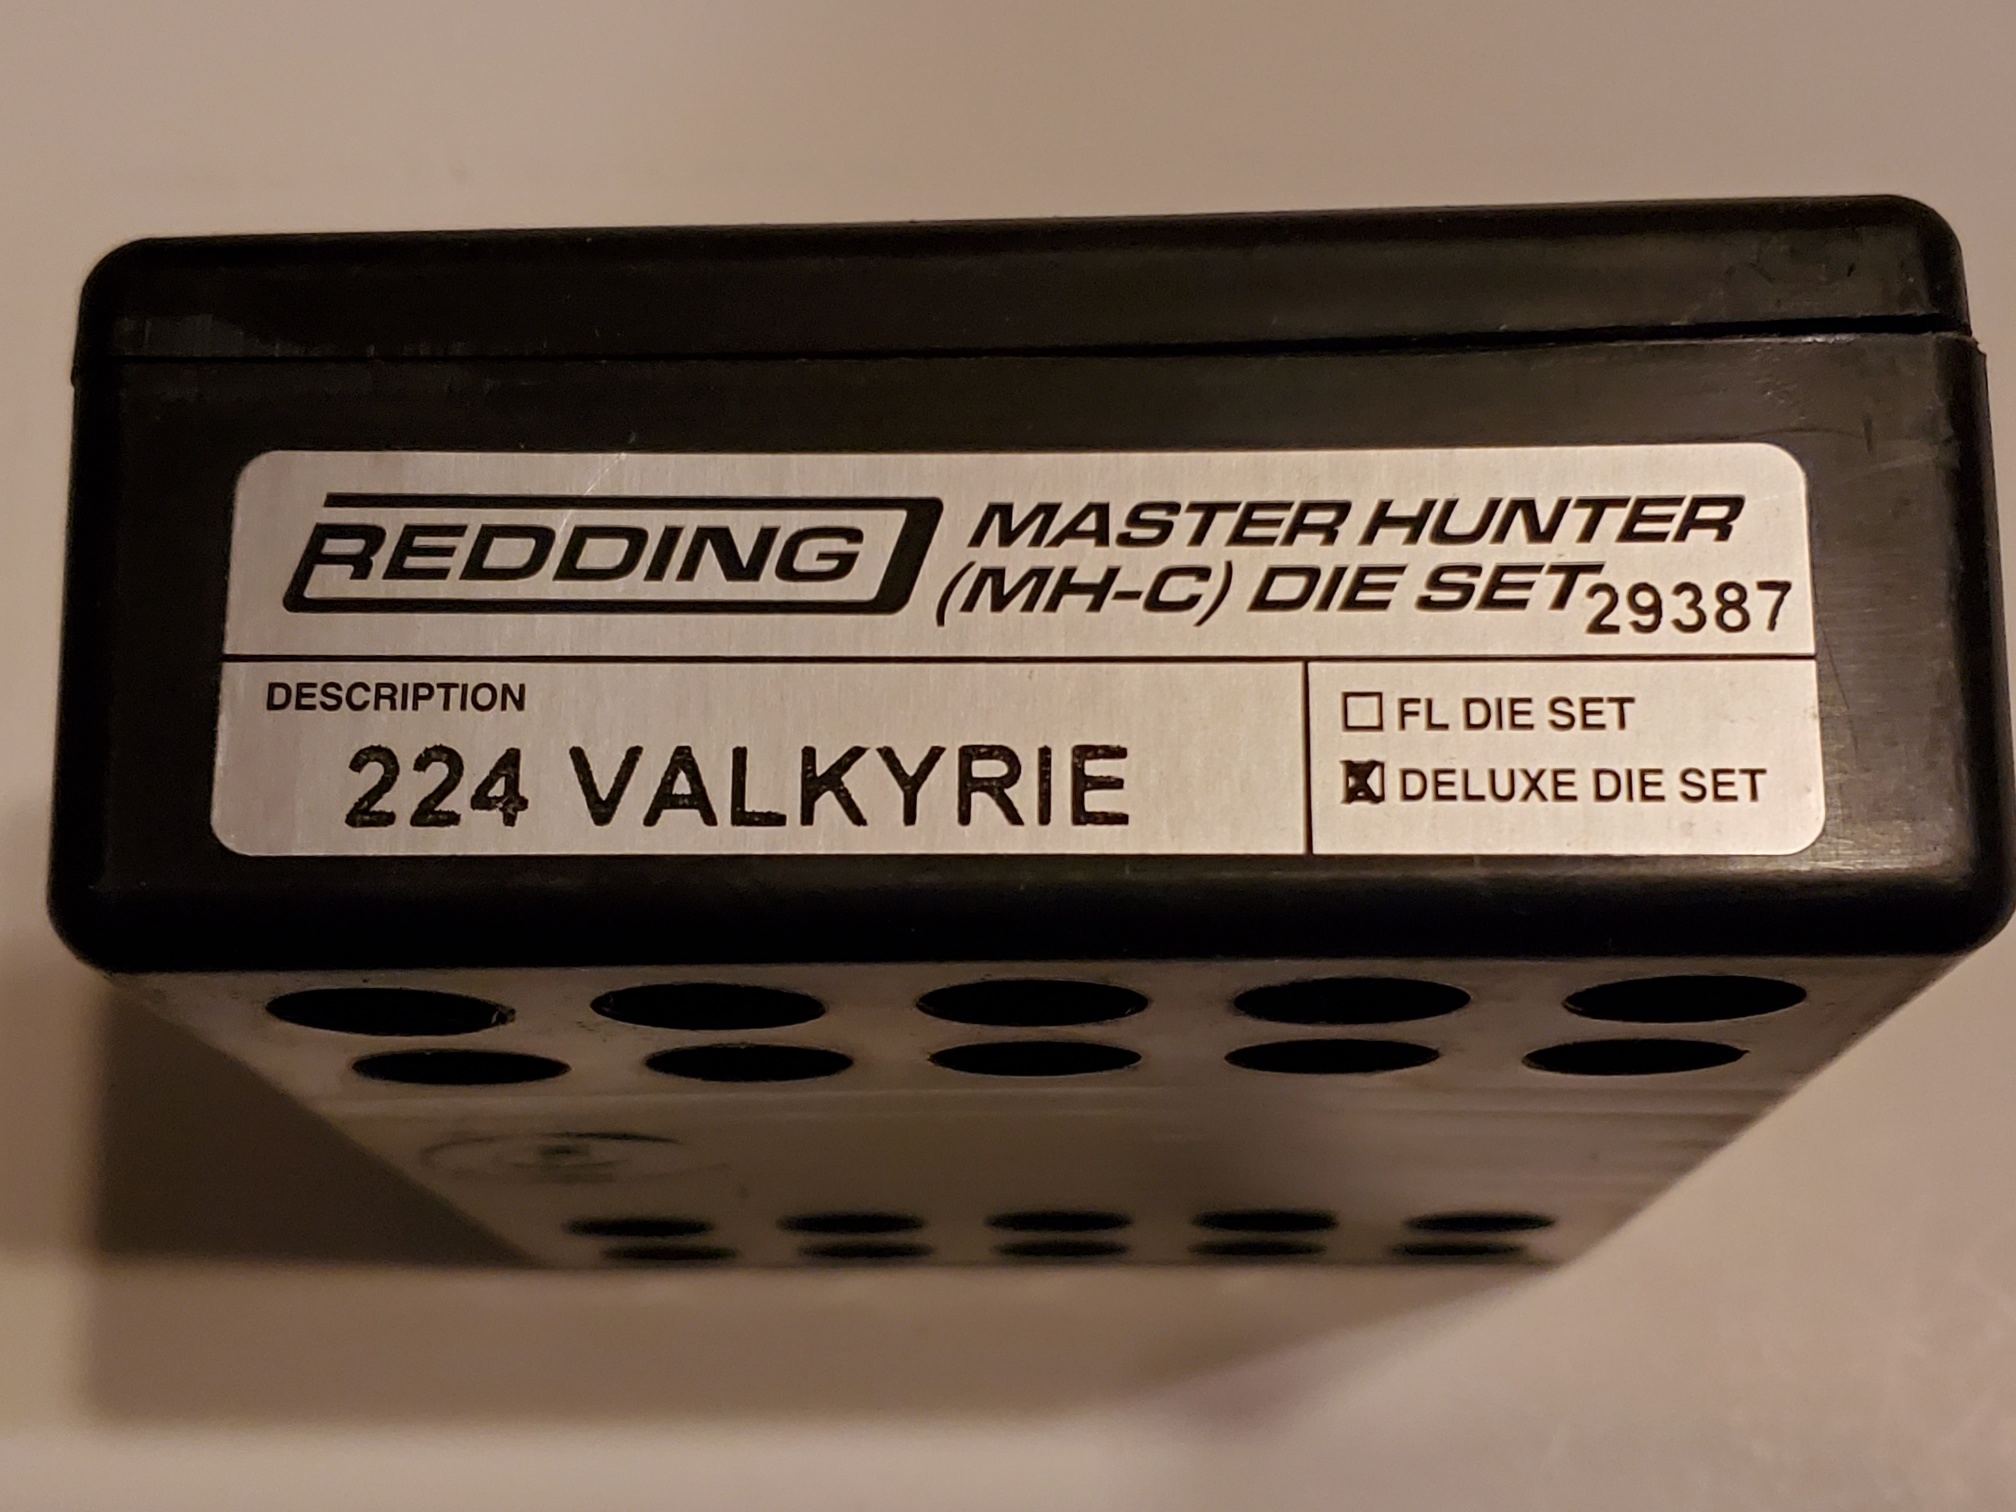 REDDING
MASTER HUNTER
(MH-C) DIE SET 29387
DESCRIPTION
224 VALKYRIE
FL DIE SET
DELUXE DIE SET